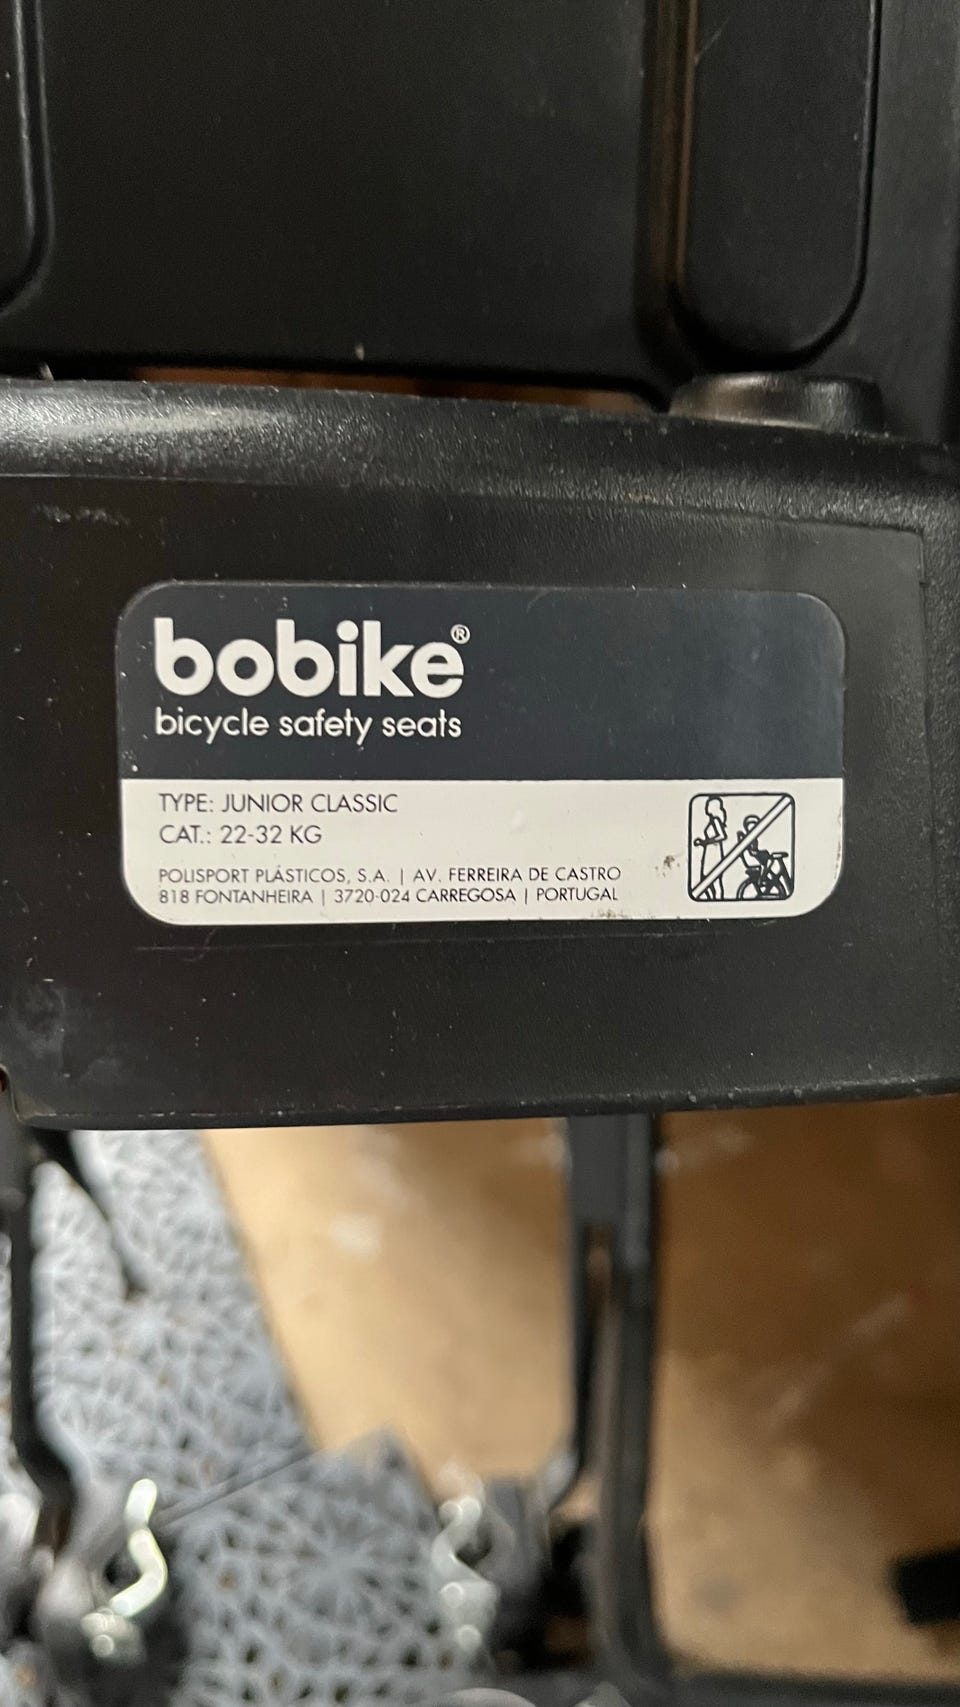 bobike®
bicycle safety seats
TYPE: JUNIOR CLASSIC
CAT.: 22-32 KG
POLISPORT PLÁSTICOS, S.A. | AV. FERREIRA DE CASTRO
818 FONTANHEIRA | 3720-024 CARREGOSA | PORTUGAL